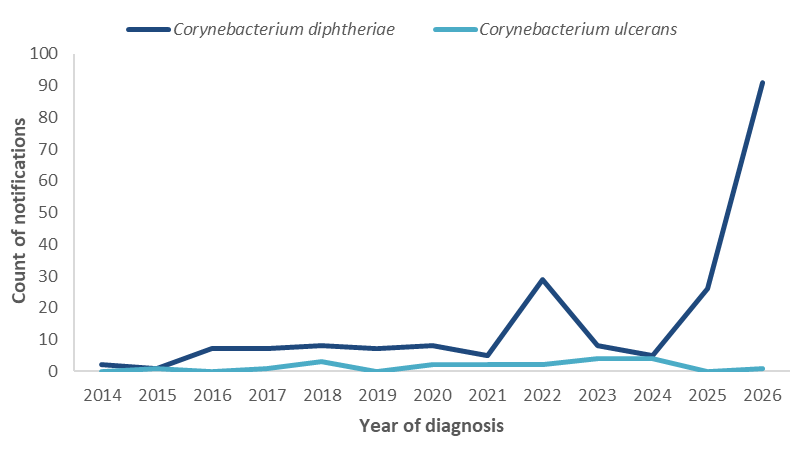 Corynebacterium diphtheriae Corynebacterium ulcerans
100
90
80
70
60
50
40
30
20
10
0
Count of notifications
2014 2015 2016 2017 2018 2019 2020 2021 2022 2023 2024 2025 2026
Year of diagnosis